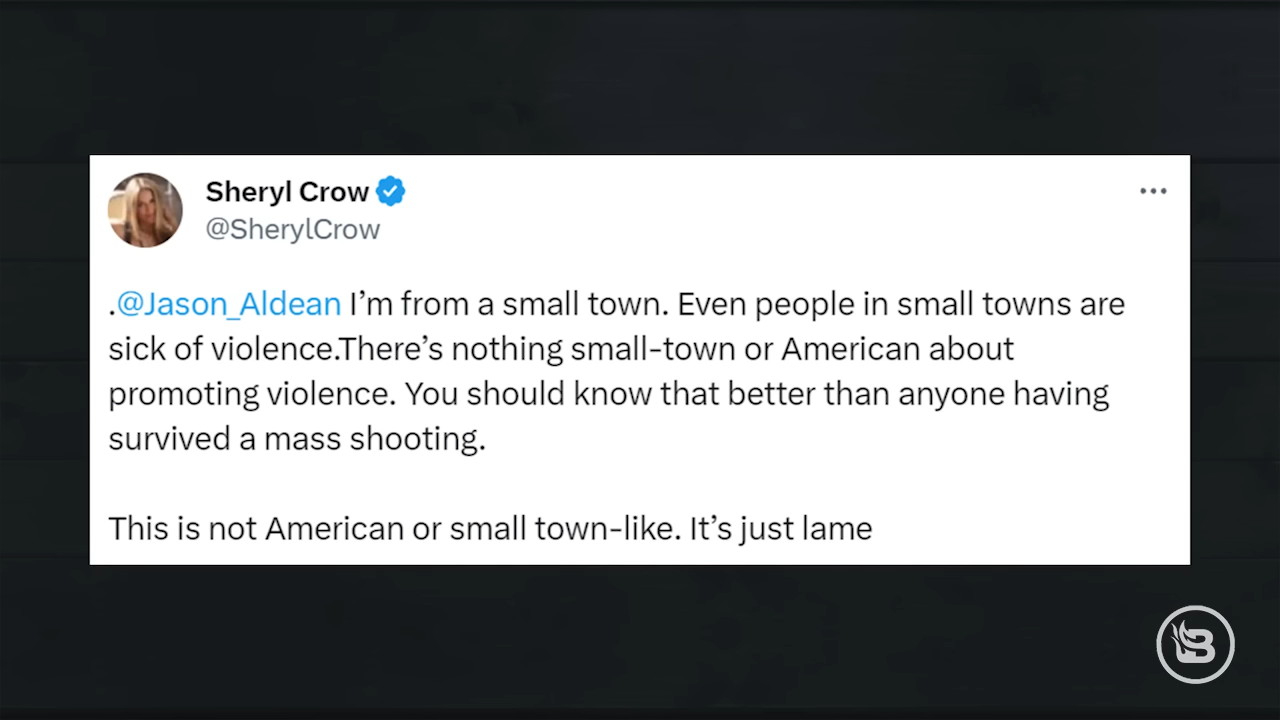 Sheryl Crow
@SherylCrow
.@Jason_Aldean I’m from a small town. Even people in small towns are
sick of violence.There’s nothing small-town or American about
promoting violence. You should know that better than anyone having
survived a mass shooting.
This is not American or small town-like. It’s just lame
B